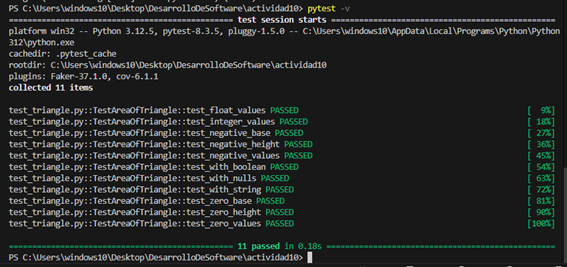 PS C:\Users\windows10\Desktop\DesarrolloDeSoftware\actividad10> pytest -v
================ test session starts ================
platform win32 -- Python 3.12.5, pytest-8.3.5, pluggy-1.5.0 -- C:\Users\windows10\AppData\Local\Programs\Python\Python
312\python.exe
cachedir: .pytest_cache
rootdir: C:\Users\windows10\Desktop\DesarrolloDeSoftware\actividad10
plugins: Faker-37.1.0, cov-6.1.1
collected 11 items
test_triangle.py::TestAreaOfTriangle::test_float_values PASSED [  9%]
test_triangle.py::TestAreaOfTriangle::test_integer_values PASSED [ 18%]
test_triangle.py::TestAreaOfTriangle::test_negative_base PASSED [ 27%]
test_triangle.py::TestAreaOfTriangle::test_negative_height PASSED [ 36%]
test_triangle.py::TestAreaOfTriangle::test_negative_values PASSED [ 45%]
test_triangle.py::TestAreaOfTriangle::test_with_boolean PASSED [ 54%]
test_triangle.py::TestAreaOfTriangle::test_with_nulls PASSED [ 63%]
test_triangle.py::TestAreaOfTriangle::test_with_string PASSED [ 72%]
test_triangle.py::TestAreaOfTriangle::test_zero_base PASSED [ 81%]
test_triangle.py::TestAreaOfTriangle::test_zero_height PASSED [ 90%]
test_triangle.py::TestAreaOfTriangle::test_zero_values PASSED [100%]
================ 11 passed in 0.18s ================
PS C:\Users\windows10\Desktop\DesarrolloDeSoftware\actividad10>